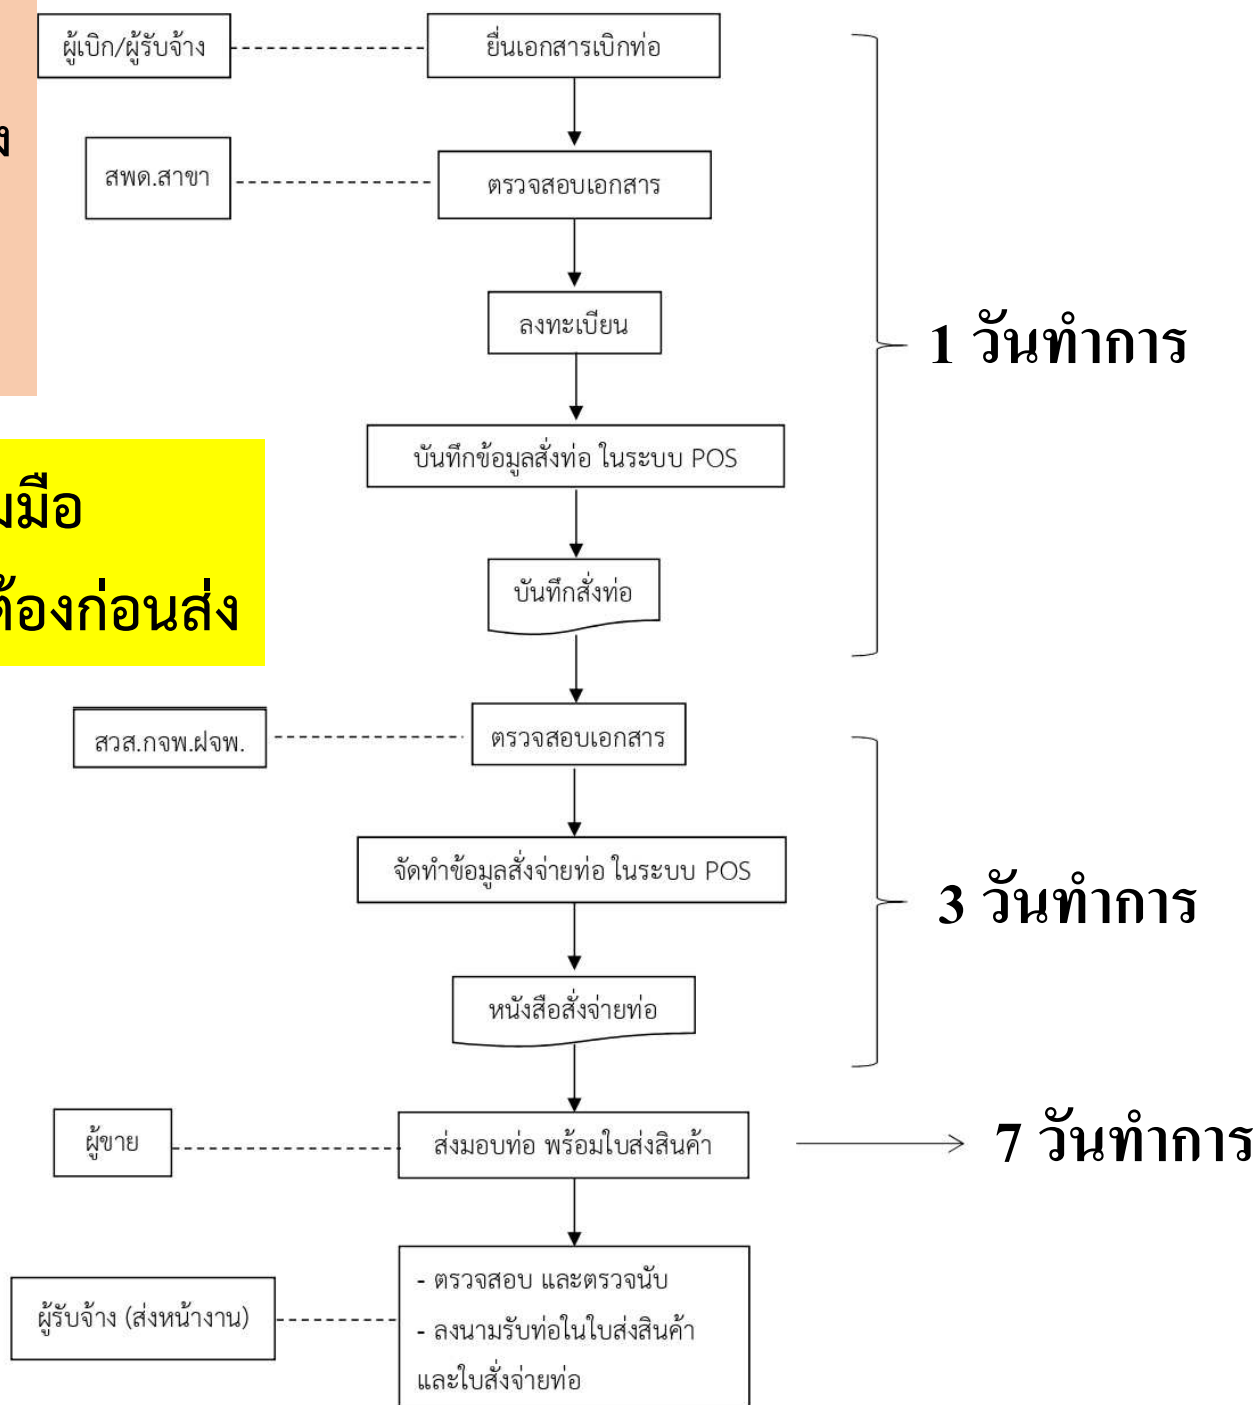 ผู้เบิก/ผู้รับจ้าง
ยื่นเอกสารเบิกท่อ
สพด.สาขา
ตรวจสอบเอกสาร
ลงทะเบียน
1 วันทำการ
บันทึกข้อมูลสั่งท่อ ในระบบ POS
มือ
ต้องก่อนส่ง
บันทึกสั่งท่อ
สวส.กจพ.ฝจพ.
ตรวจสอบเอกสาร
จัดทำข้อมูลสั่งจ่ายท่อ ในระบบ POS
3 วันทำการ
หนังสือสั่งจ่ายท่อ
ผู้ขาย
ส่งมอบท่อ พร้อมใบส่งสินค้า
7 วันทำการ
ผู้รับจ้าง (ส่งหน้างาน)
- ตรวจสอบ และตรวจนับ
- ลงนามรับท่อในใบส่งสินค้า
และใบสั่งจ่ายท่อ